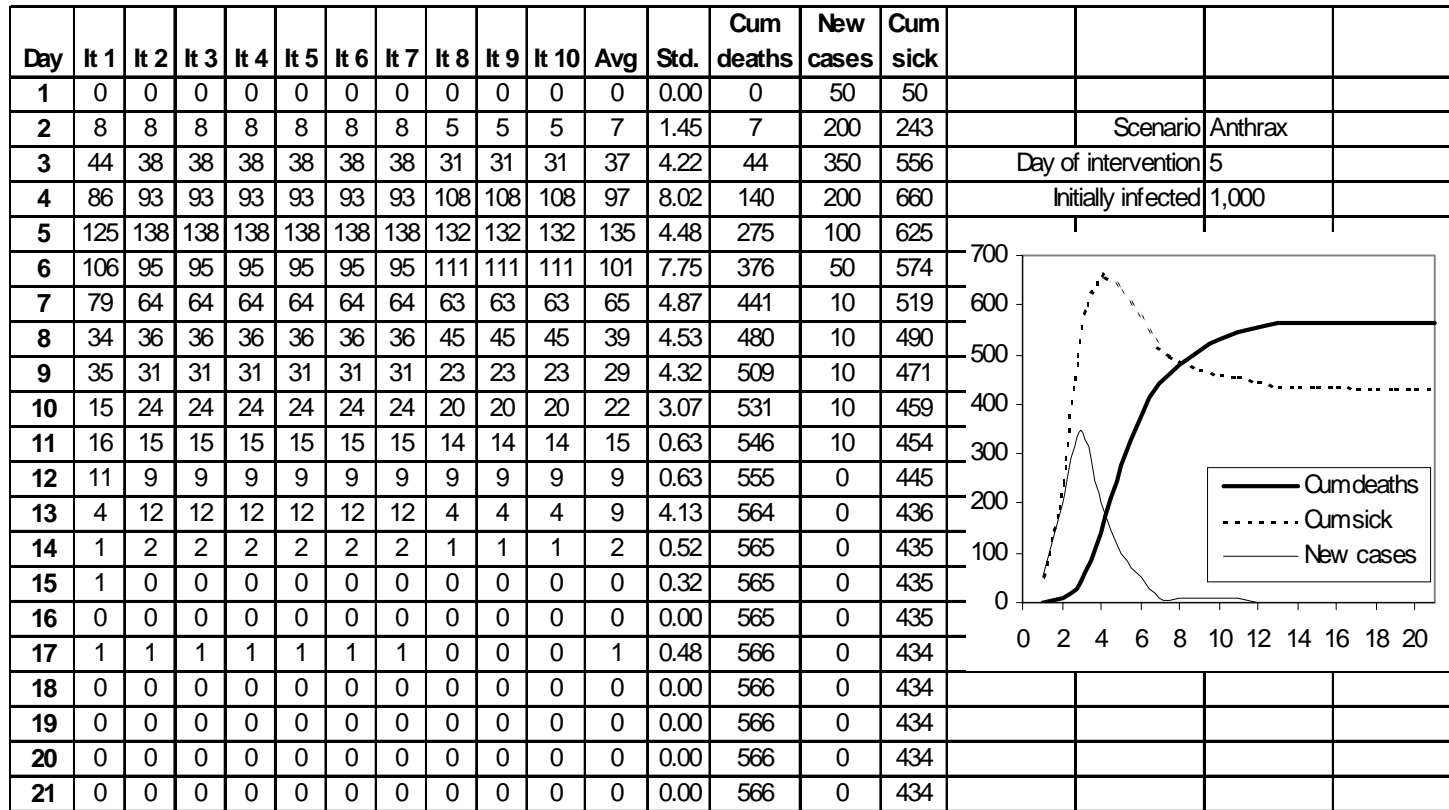 Day It 1 It 2 It 3 It 4 It 5 It 6 It 7 It 8 It 9 It 10 Avg Std. Cum deaths New cases Cum sick
1 0 0 0 0 0 0 0 0 0 0 0 0.00 0 50 50
2 8 8 8 8 8 8 8 5 5 5 7 1.45 7 200 243 Scenario Anthrax
3 44 38 38 38 38 38 38 31 31 31 37 4.22 44 350 556 Day of intervention 5
4 86 93 93 93 93 93 93 108 108 108 97 8.02 140 200 660 Initially infected 1,000
5 125 138 138 138 138 138 138 132 132 132 135 4.48 275 100 625
6 106 95 95 95 95 95 95 111 111 111 101 7.75 376 50 574
7 79 64 64 64 64 64 64 63 63 63 65 4.87 441 10 519
8 34 36 36 36 36 36 36 45 45 45 39 4.53 480 10 490
9 35 31 31 31 31 31 31 23 23 23 29 4.32 509 10 471
10 15 24 24 24 24 24 24 20 20 20 22 3.07 531 10 459
11 16 15 15 15 15 15 15 14 14 14 15 0.63 546 10 454
12 11 9 9 9 9 9 9 9 9 9 9 0.63 555 0 445
13 4 12 12 12 12 12 12 4 4 4 9 4.13 564 0 436
14 1 2 2 2 2 2 2 1 1 1 2 0.52 565 0 435
15 1 0 0 0 0 0 0 0 0 0 0 0.32 565 0 435
16 0 0 0 0 0 0 0 0 0 0 0 0.00 565 0 435
17 1 1 1 1 1 1 1 0 0 0 1 0.48 566 0 434
18 0 0 0 0 0 0 0 0 0 0 0 0.00 566 0 434
19 0 0 0 0 0 0 0 0 0 0 0 0.00 566 0 434
20 0 0 0 0 0 0 0 0 0 0 0 0.00 566 0 434
21 0 0 0 0 0 0 0 0 0 0 0 0.00 566 0 434
700
600
500
400
300
200
100
0
0 2 4 6 8 10 12 14 16 18 20
Cum deaths
Cum sick
New cases